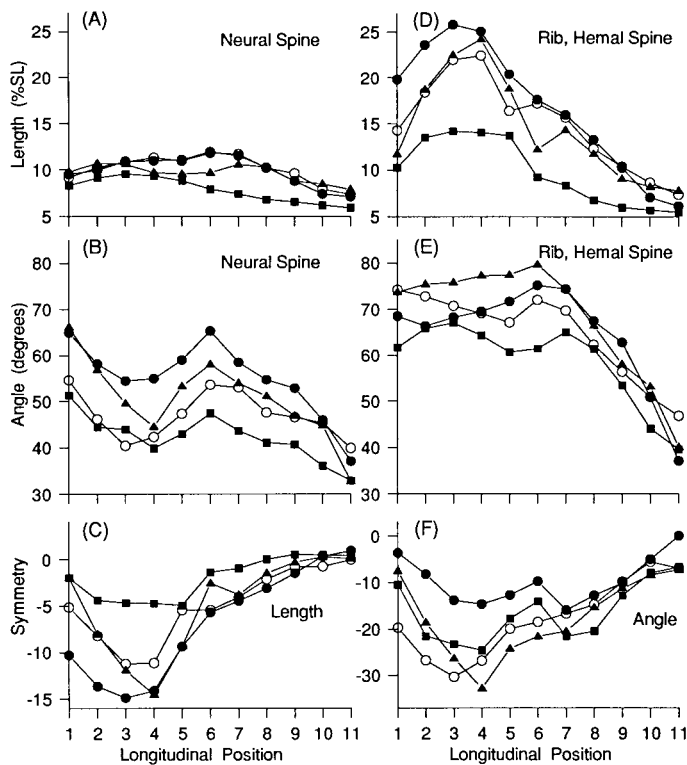 (A)
Neural Spine
Length (%SL)
25
20
15
10
5
(D)
Rib, Hemal Spine
25
20
15
10
5
(B)
Neural Spine
Angle (degrees)
80
70
60
50
40
30
(E)
Rib, Hemal Spine
80
70
60
50
40
30
(C)
Length
Symmetry
0
-5
-10
-15
1 2 3 4 5 6 7 8 9 10 11
Longitudinal Position
(F)
Angle
0
-10
-20
-30
1 2 3 4 5 6 7 8 9 10 11
Longitudinal Position